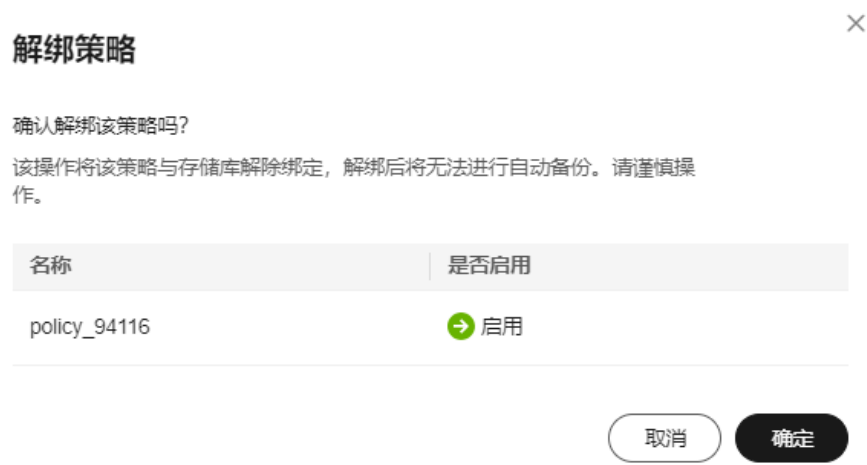 解绑策略
确认解绑该策略吗?
该操作将该策略与存储库解除绑定，解绑后将无法进行自动备份。请谨慎操
作。
名称 是否启用
policy_94116 启用
取消 确定